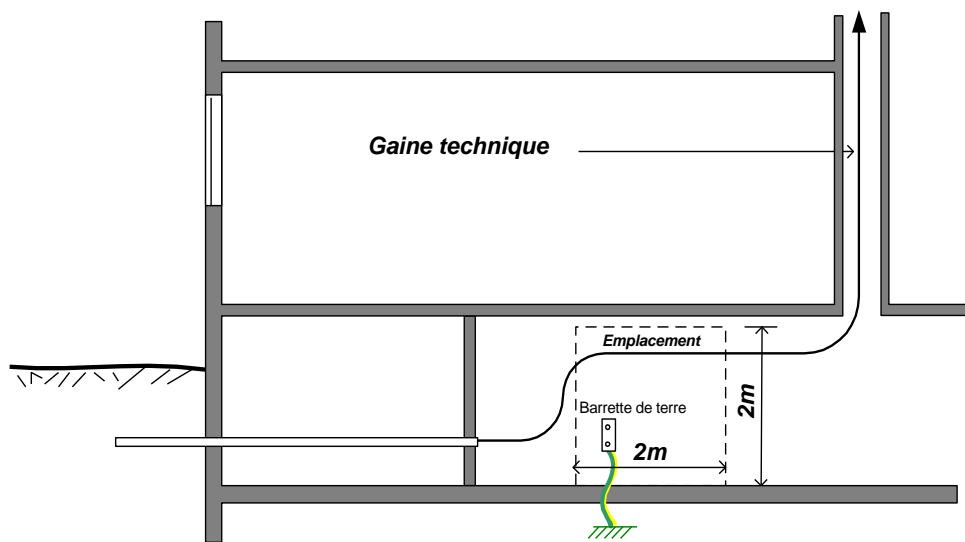 Gaine technique
Emplacement
Barrette de terre
2m
2m